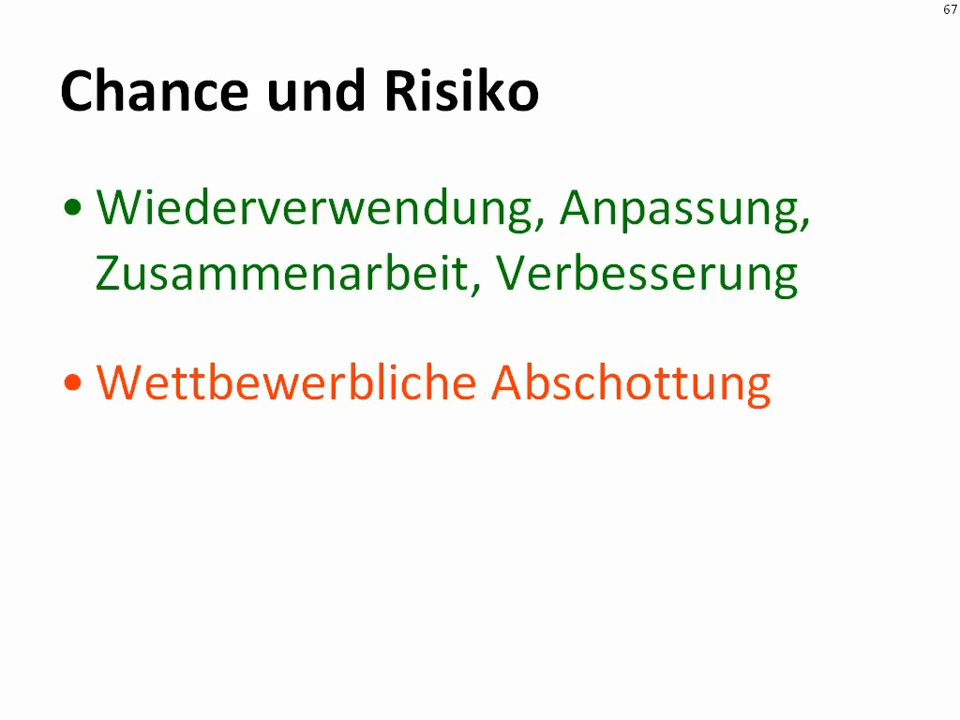 67
Chance und Risiko
• Wiederverwendung, Anpassung,
Zusammenarbeit, Verbesserung
• Wettbewerbliche Abschottung